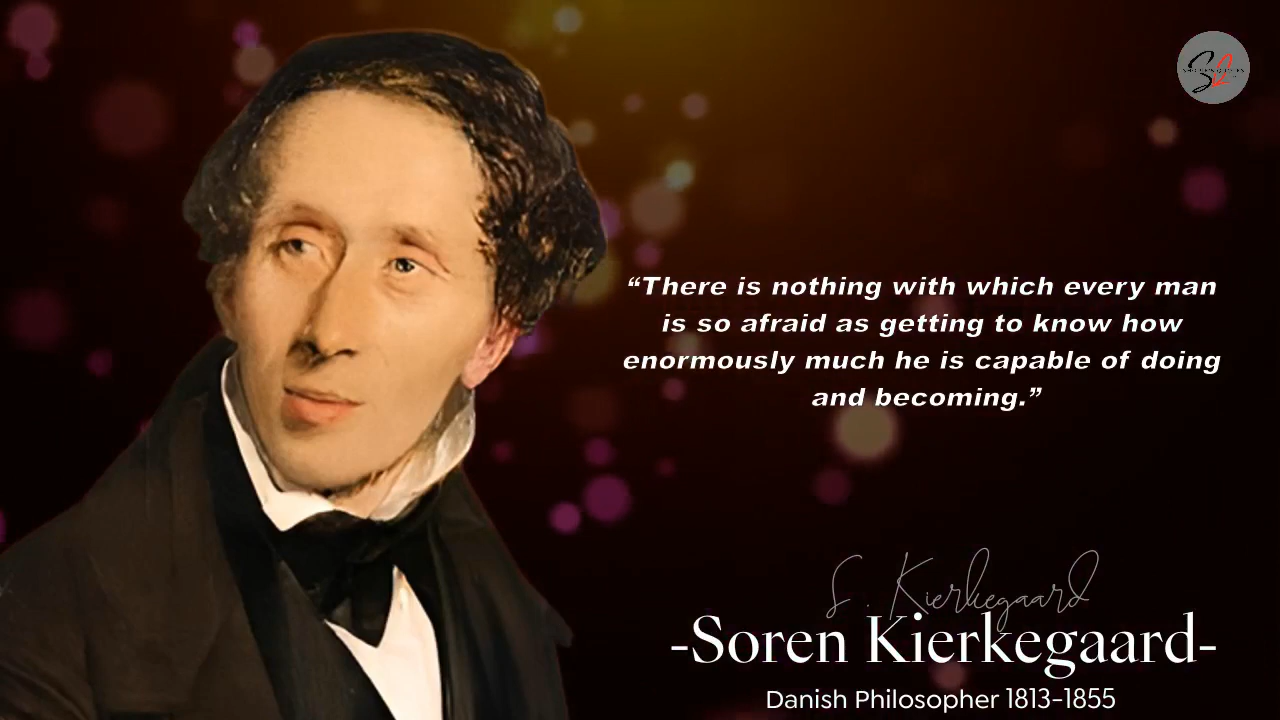 “There is nothing with which every man
is so afraid as getting to know how
enormously much he is capable of doing
and becoming.”
S. Kierkegaard
-Soren Kierkegaard-
Danish Philosopher 1813-1855